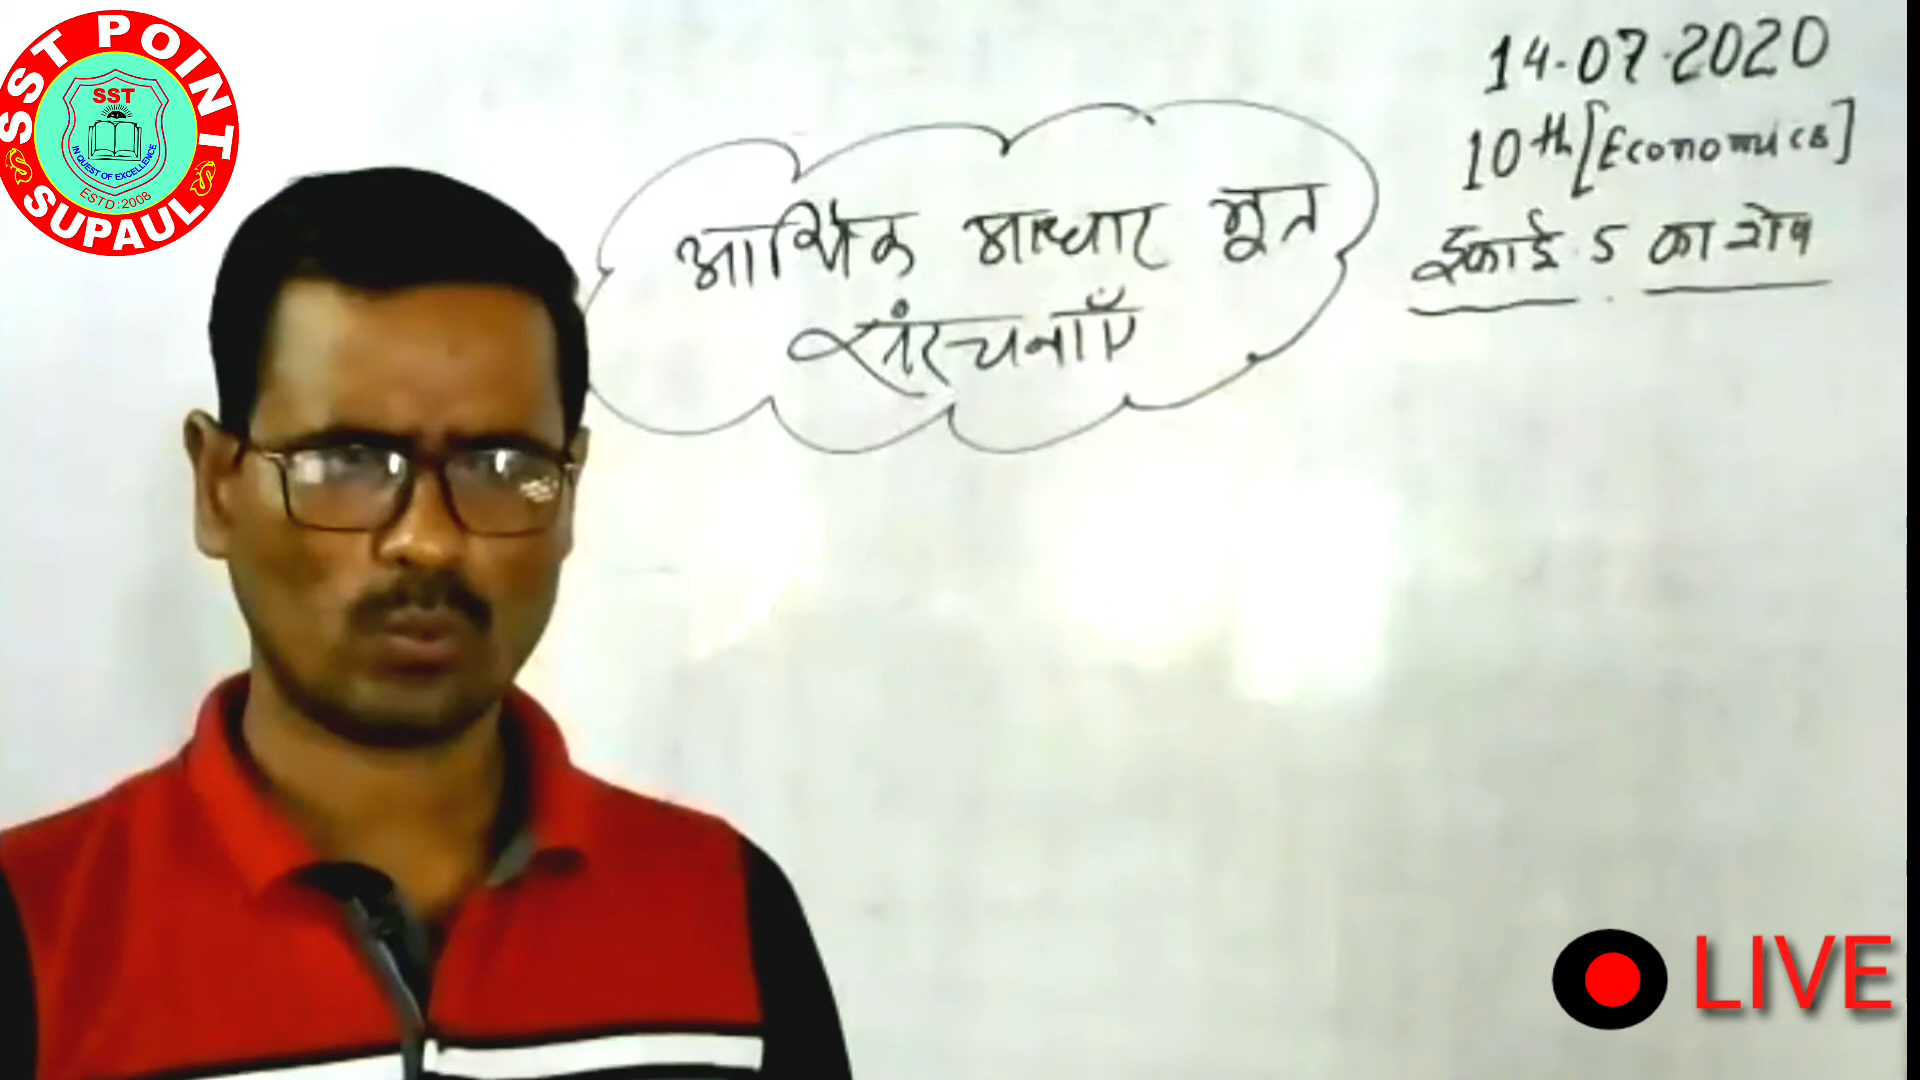 SST POINT
SST
IN QUEST OF EXCELLENCE
ESTD:2008
SUPAUL
14-07-2020
10th [Economics]
इकाई 5 का शेष
आर्थिक आधार भूत
संरचनाएँ
LIVE